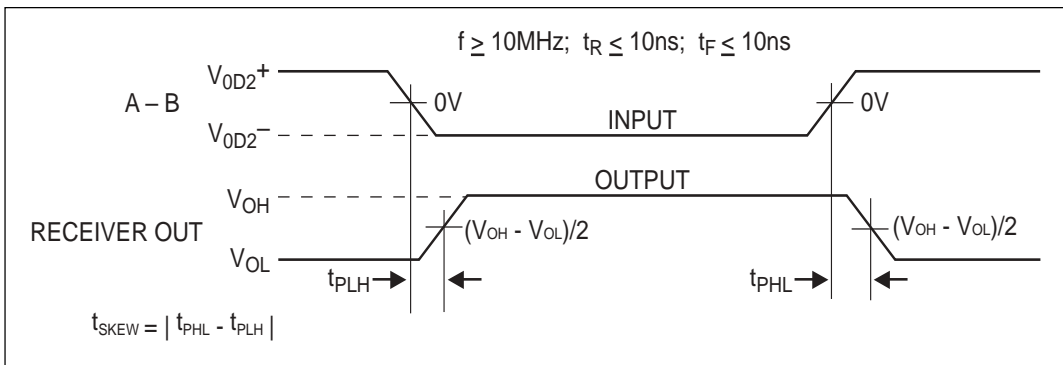 f ≥ 10MHz; tR ≤ 10ns; tF ≤ 10ns
V0D2+
A – B
0V
0V
V0D2–
INPUT
OUTPUT
VOH
RECEIVER OUT
(VOH - VOL)/2
(VOH - VOL)/2
VOL
tPLH
tPHL
tSKEW = | tPHL - tPLH |